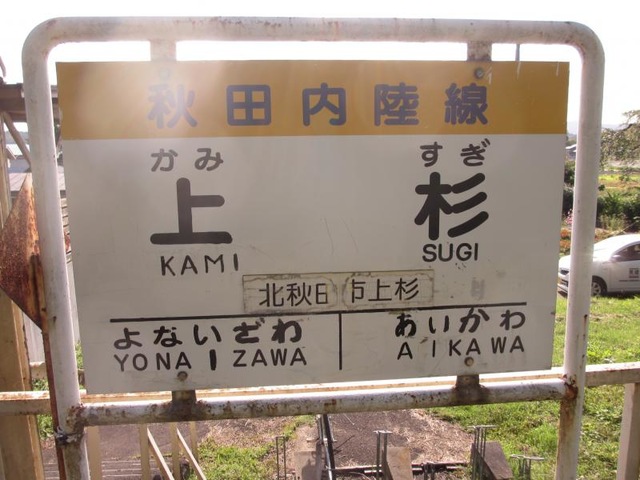 秋田内陸線
かみ すぎ
上 杉
KAMI SUGI
北秋田市上杉
よないざわ あいかわ
YONAIZAWA AIKAWA